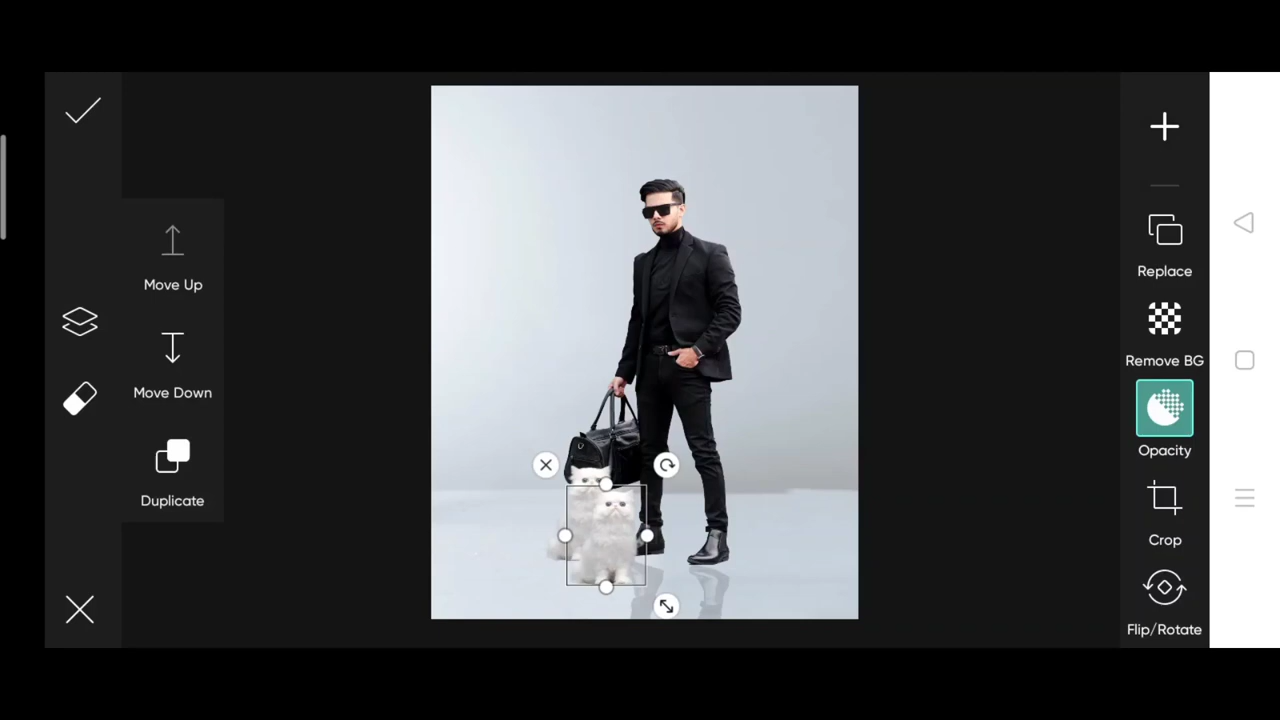 Move Up
Move Down
Duplicate
Replace
Remove BG
Opacity
Crop
Flip/Rotate